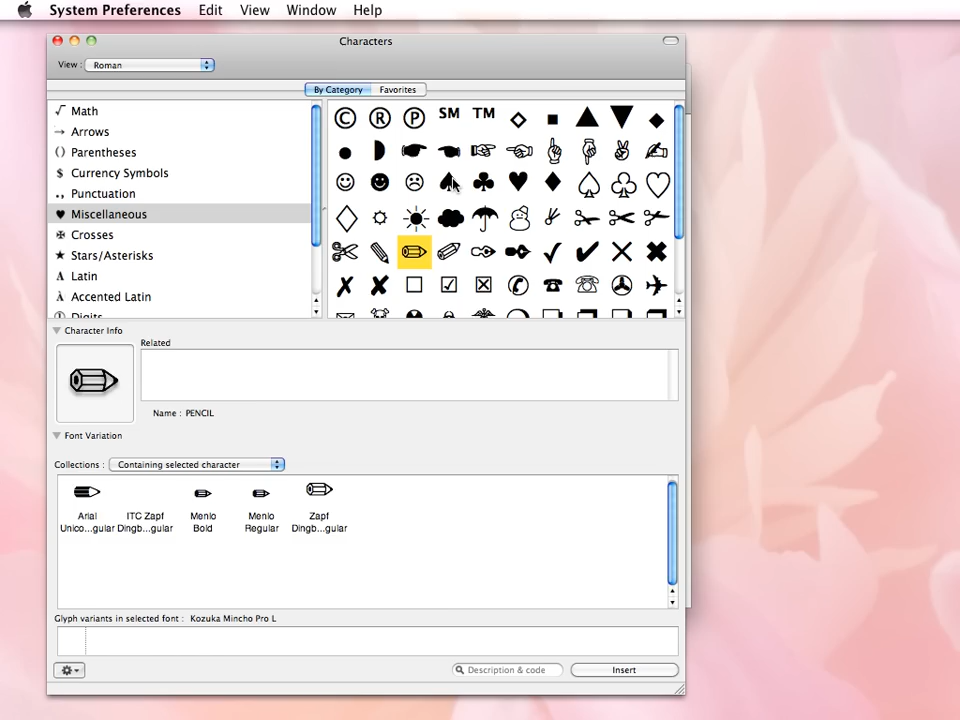 System Preferences Edit View Window Help
Characters
View : Roman
By Category Favorites
√ Math
→ Arrows
() Parentheses
$ Currency Symbols
., Punctuation
♥ Miscellaneous
✠ Crosses
★ Stars/Asterisks
A Latin
Á Accented Latin
Digits
© ® ℗ SM TM ◇ ■ ▲ ▼ ◆
● ◗ ☛ ☚ ☞ ☜ ☝ ☟ ✌ ✍
☺ ☻ ☹ ♠ ♣ ♥ ♦ ♤ ♧ ♡
♢ ☼ ☀ ☁ ☂ ☃ ☄ ✁ ✂ ✃
✄ ✎ ✏ ✐ ✑ ✒ ✓ ✔ ✕ ✖
✗ ✘ ☐ ☑ ☒ ✆ ☎ ☏ ✇ ✈
Character Info
Related
Name : PENCIL
Font Variation
Collections : Containing selected character
Arial Unico...gular
ITC Zapf Dingb...gular
Menlo Bold
Menlo Regular
Zapf Dingb...gular
Glyph variants in selected font : Kozuka Mincho Pro L
Description & code
Insert